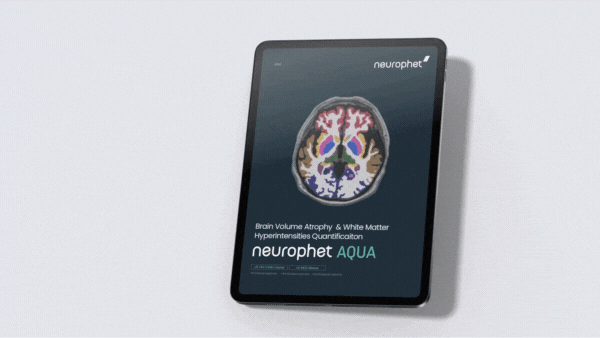 neurophet
Brain Volume Atrophy & White Matter
Hyperintensities Quantificaiton
neurophet AQUA